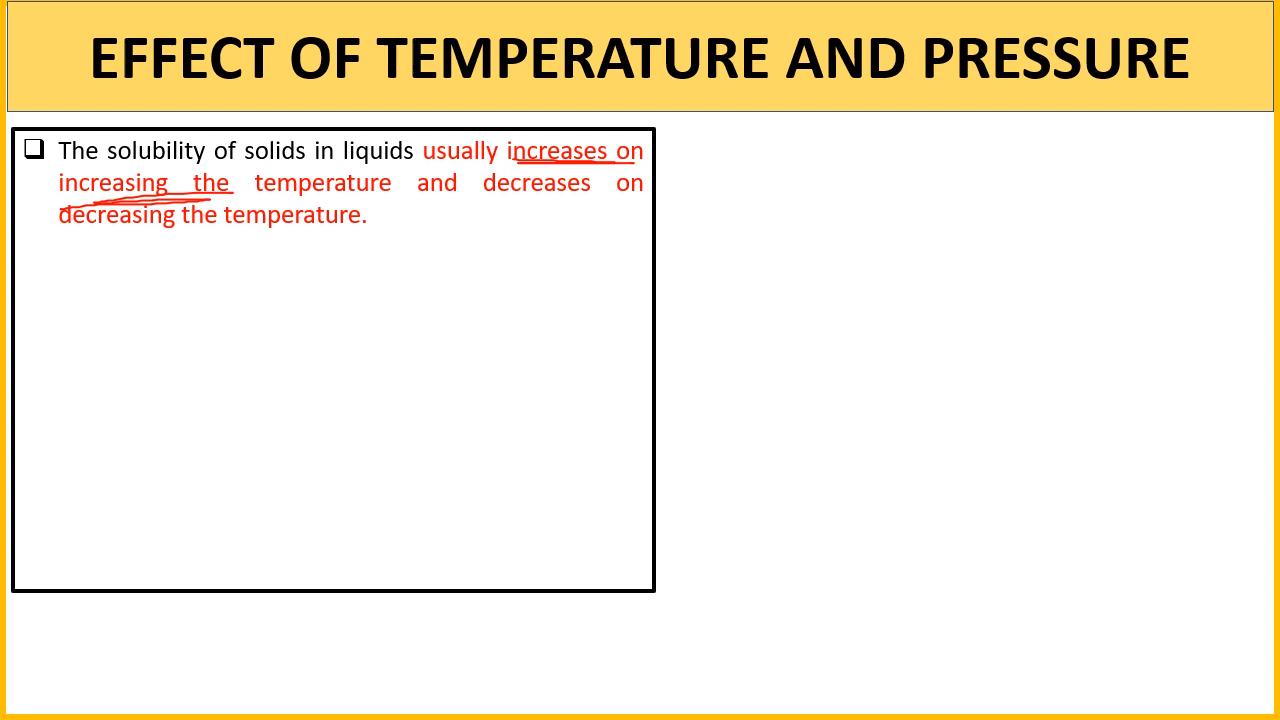 EFFECT OF TEMPERATURE AND PRESSURE
❑ The solubility of solids in liquids usually increases on
increasing the temperature and decreases on
decreasing the temperature.